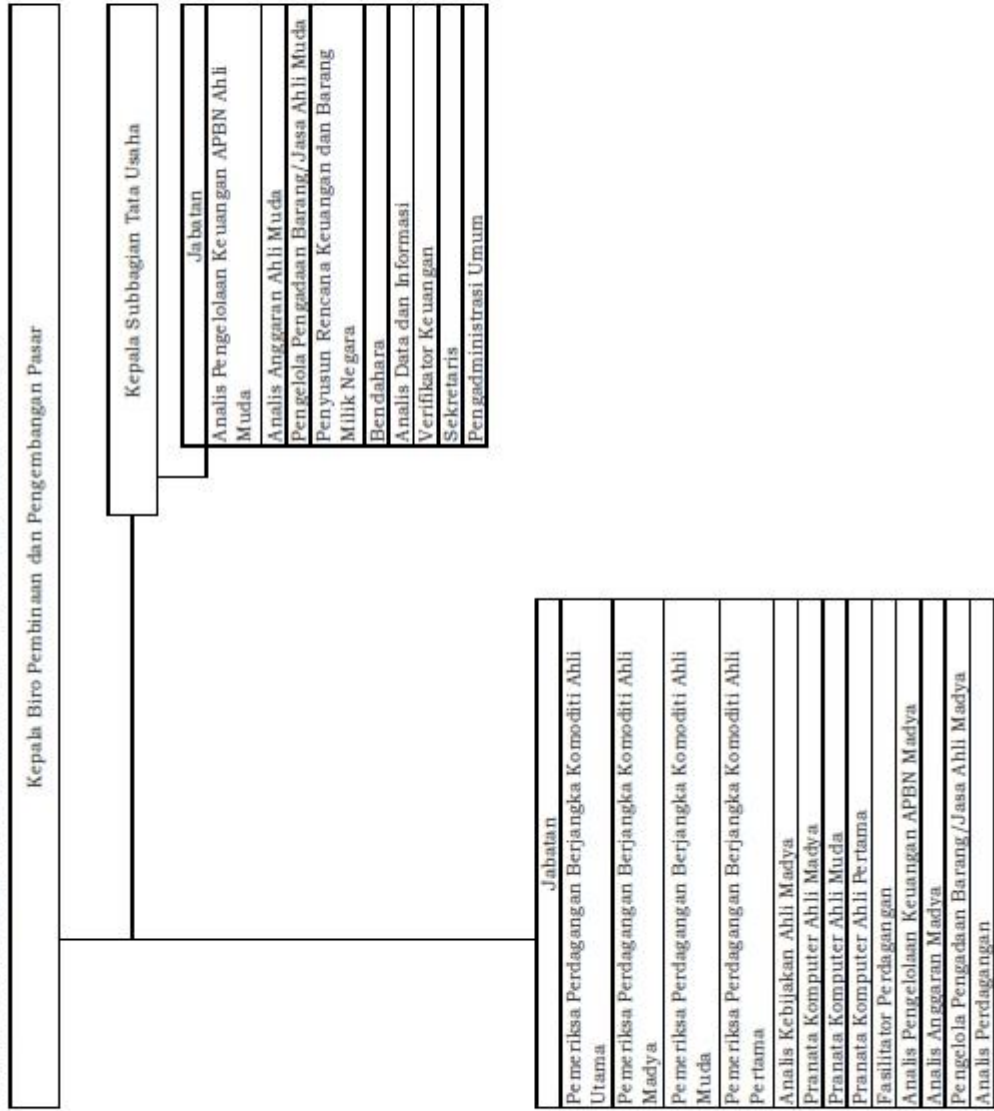 Kepala Biro Pembinaan dan Pengembangan Pasar
Kepala Subbagian Tata Usaha
Jabatan
Analis Pengelolaan Keuangan APBN Ahli
Muda
Analis Anggaran Ahli Muda
Pengelola Pengadaan Barang/Jasa Ahli Muda
Penyusun Rencana Keuangan dan Barang
Milik Negara
Bendahara
Analis Data dan Informasi
Verifikator Keuangan
Sekretaris
Pengadministrasi Umum
Jabatan
Pemeriksa Perdagangan Berjangka Komoditi Ahli
Utama
Pemeriksa Perdagangan Berjangka Komoditi Ahli
Madya
Pemeriksa Perdagangan Berjangka Komoditi Ahli
Muda
Pemeriksa Perdagangan Berjangka Komoditi Ahli
Pertama
Analis Kebijakan Ahli Madya
Pranata Komputer Ahli Madya
Pranata Komputer Ahli Muda
Pranata Komputer Ahli Pertama
Fasilitator Perdagangan
Analis Pengelolaan Keuangan APBN Madya
Analis Anggaran Madya
Pengelola Pengadaan Barang/Jasa Ahli Madya
Analis Perdagangan